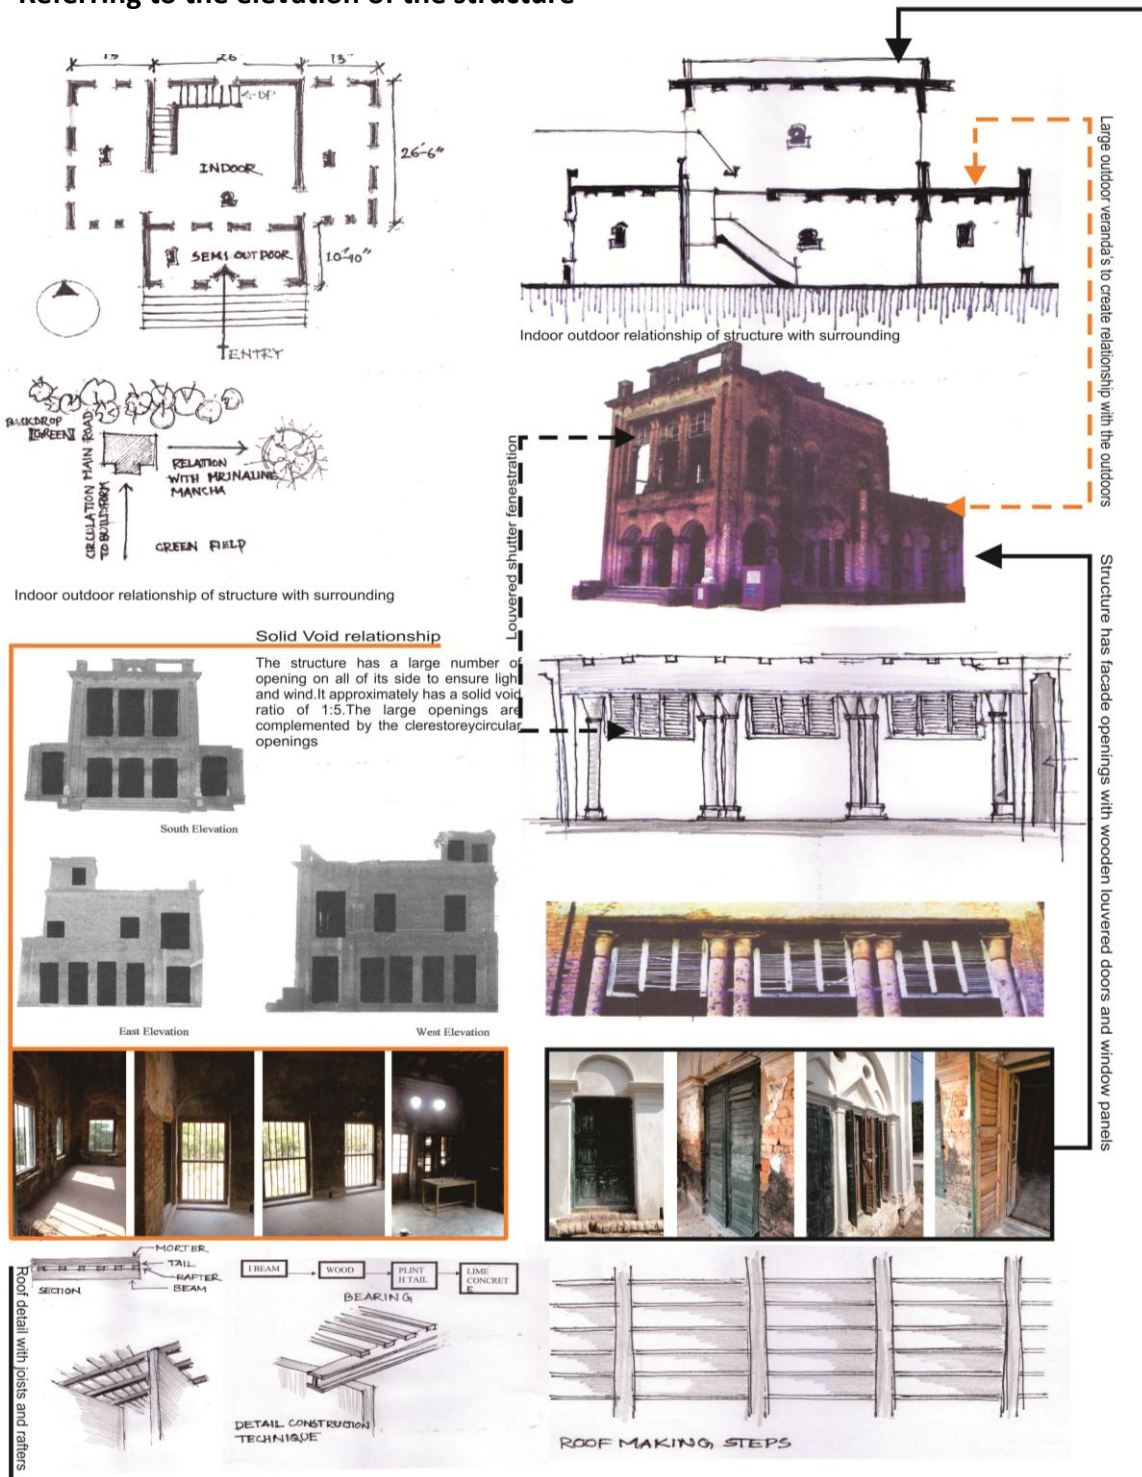 Referring to the elevation of the structure
13'
26'
13"
DP
INDOOR
26'-6"
SEMI OUTDOOR
10'-10"
ENTRY
Indoor outdoor relationship of structure with surrounding
Large outdoor veranda's to create relationship with the outdoors
BACKDROP
[GREEN]
CIRCULATION MAIN ROAD
TO BUILDFORM
RELATION
WITH MRINALINE
MANCHA
GREEN FIELD
Indoor outdoor relationship of structure with surrounding
Louvered shutter fenestration
Structure has facade openings with wooden louvered doors and window panels
Solid Void relationship
The structure has a large number of
opening on all of its side to ensure ligh
and wind.It approximately has a solid void
ratio of 1:5.The large openings are
complemented by the clerestoreycircular
openings
South Elevation
East Elevation
West Elevation
Roof detail with joists and rafters
MORTER
TAIL
RAFTER
BEAM
SECTION
I BEAM
WOOD
PLINT
H TAIL
LIME
CONCRET
E
BEARING
DETAIL CONSTRUCTION
TECHNIQUE
ROOF MAKING STEPS